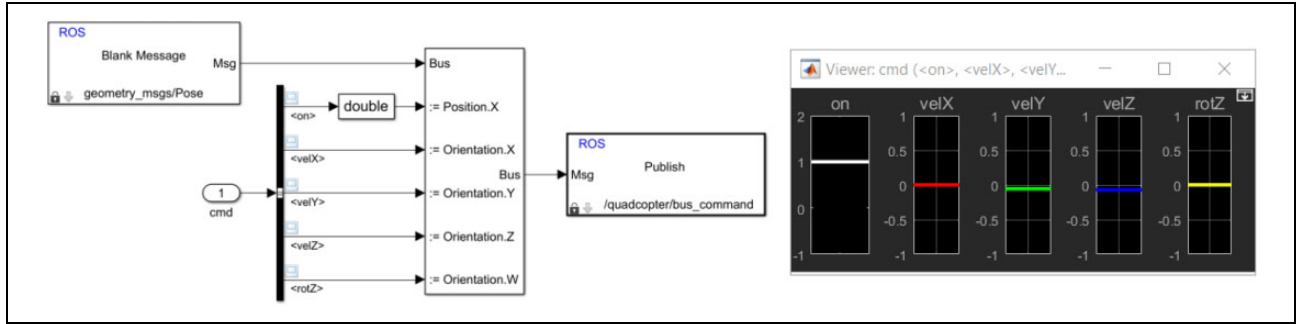 ROS
Blank Message
Msg
geometry_msgs/Pose
<on>
double
<velX>
1
cmd
<velY>
<velZ>
<rotZ>
Bus
:= Position.X
:= Orientation.X
Bus
:= Orientation.Y
:= Orientation.Z
:= Orientation.W
ROS
Publish
Msg
/quadcopter/bus_command
Viewer: cmd (<on>, <velX>, <velY...
on
2
1
0
-1
velX
1
0.5
0
-0.5
-1
velY
1
0.5
0
-0.5
-1
velZ
1
0.5
0
-0.5
-1
rotZ
1
0.5
0
-0.5
-1